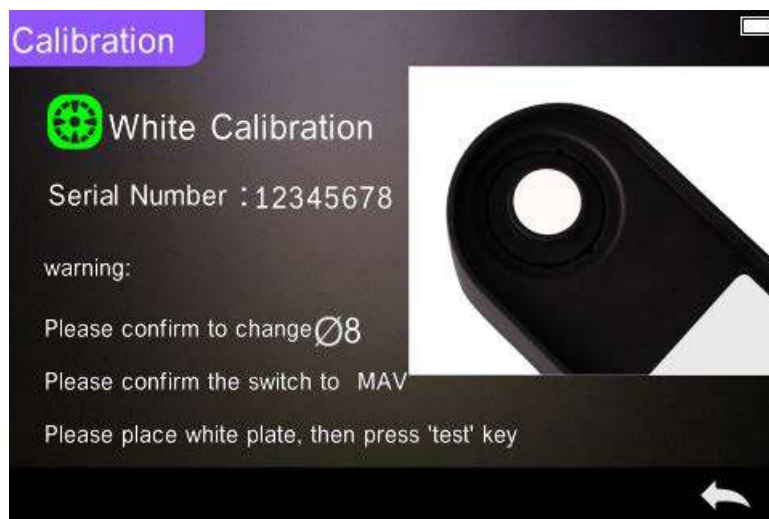 Calibration
White Calibration
Serial Number :12345678
warning:
Please confirm to change∅8
Please confirm the switch to MAV
Please place white plate, then press 'test' key